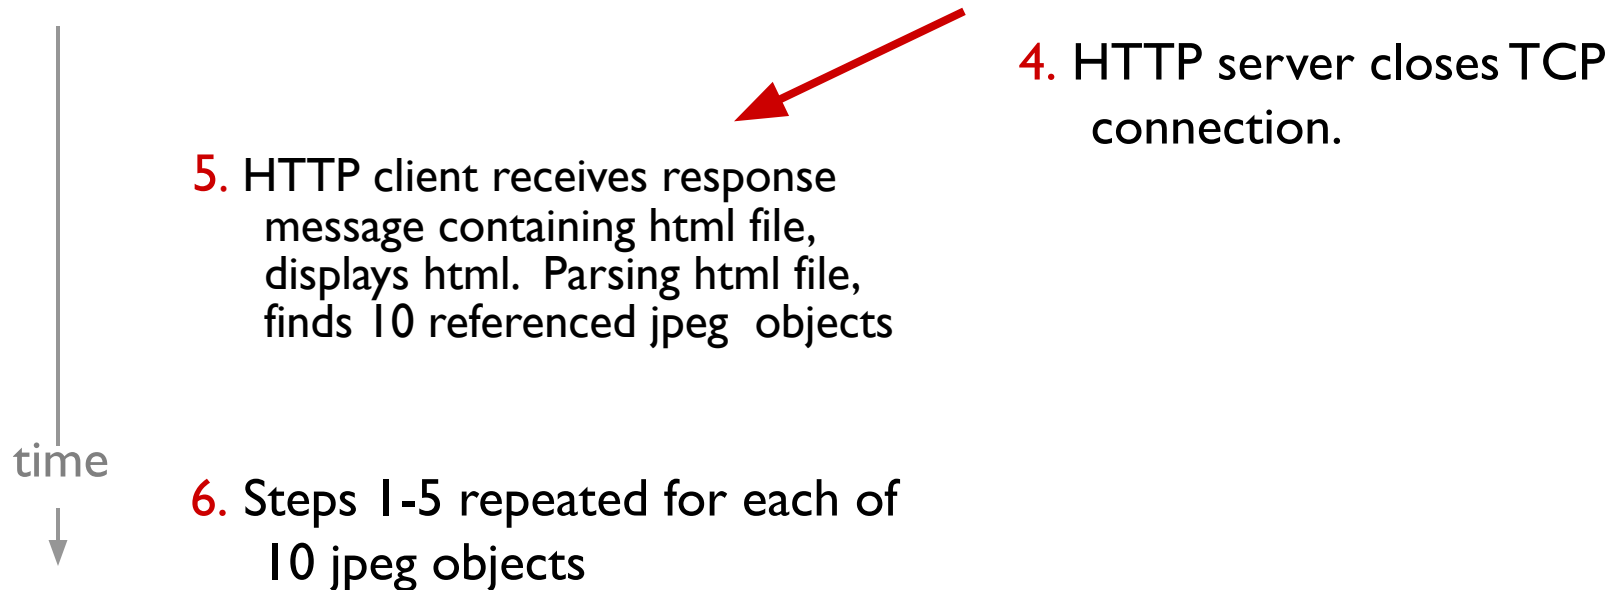 4. HTTP server closes TCP
connection.
5. HTTP client receives response
message containing html file,
displays html.  Parsing html file,
finds 10 referenced jpeg  objects
time
6. Steps 1-5 repeated for each of
10 jpeg objects